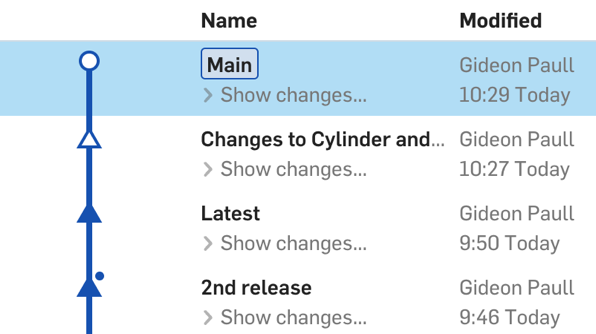 Name Modified
Main Gideon Paull
Show changes... 10:29 Today
Changes to Cylinder and... Gideon Paull
Show changes... 10:27 Today
Latest Gideon Paull
Show changes... 9:50 Today
2nd release Gideon Paull
Show changes... 9:46 Today